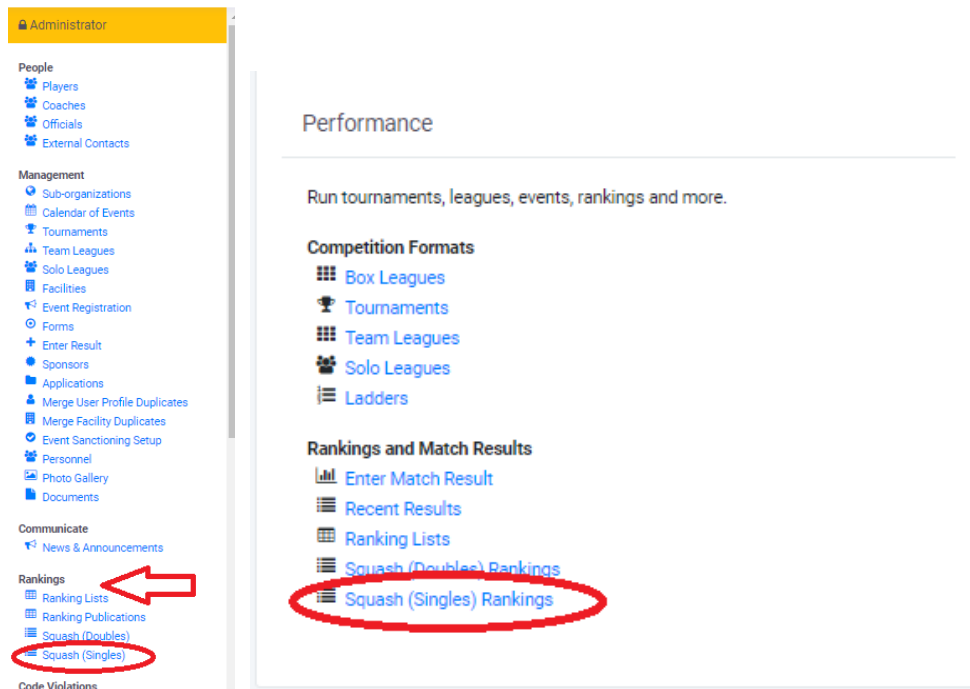 Administrator
People
Players
Coaches
Officials
External Contacts
Management
Sub-organizations
Calendar of Events
Tournaments
Team Leagues
Solo Leagues
Facilities
Event Registration
Forms
Enter Result
Sponsors
Applications
Merge User Profile Duplicates
Merge Facility Duplicates
Event Sanctioning Setup
Personnel
Photo Gallery
Documents
Communicate
News & Announcements
Rankings
Ranking Lists
Ranking Publications
Squash (Doubles)
Squash (Singles)
Code Violations
Performance
Run tournaments, leagues, events, rankings and more.
Competition Formats
Box Leagues
Tournaments
Team Leagues
Solo Leagues
Ladders
Rankings and Match Results
Enter Match Result
Recent Results
Ranking Lists
Squash (Doubles) Rankings
Squash (Singles) Rankings